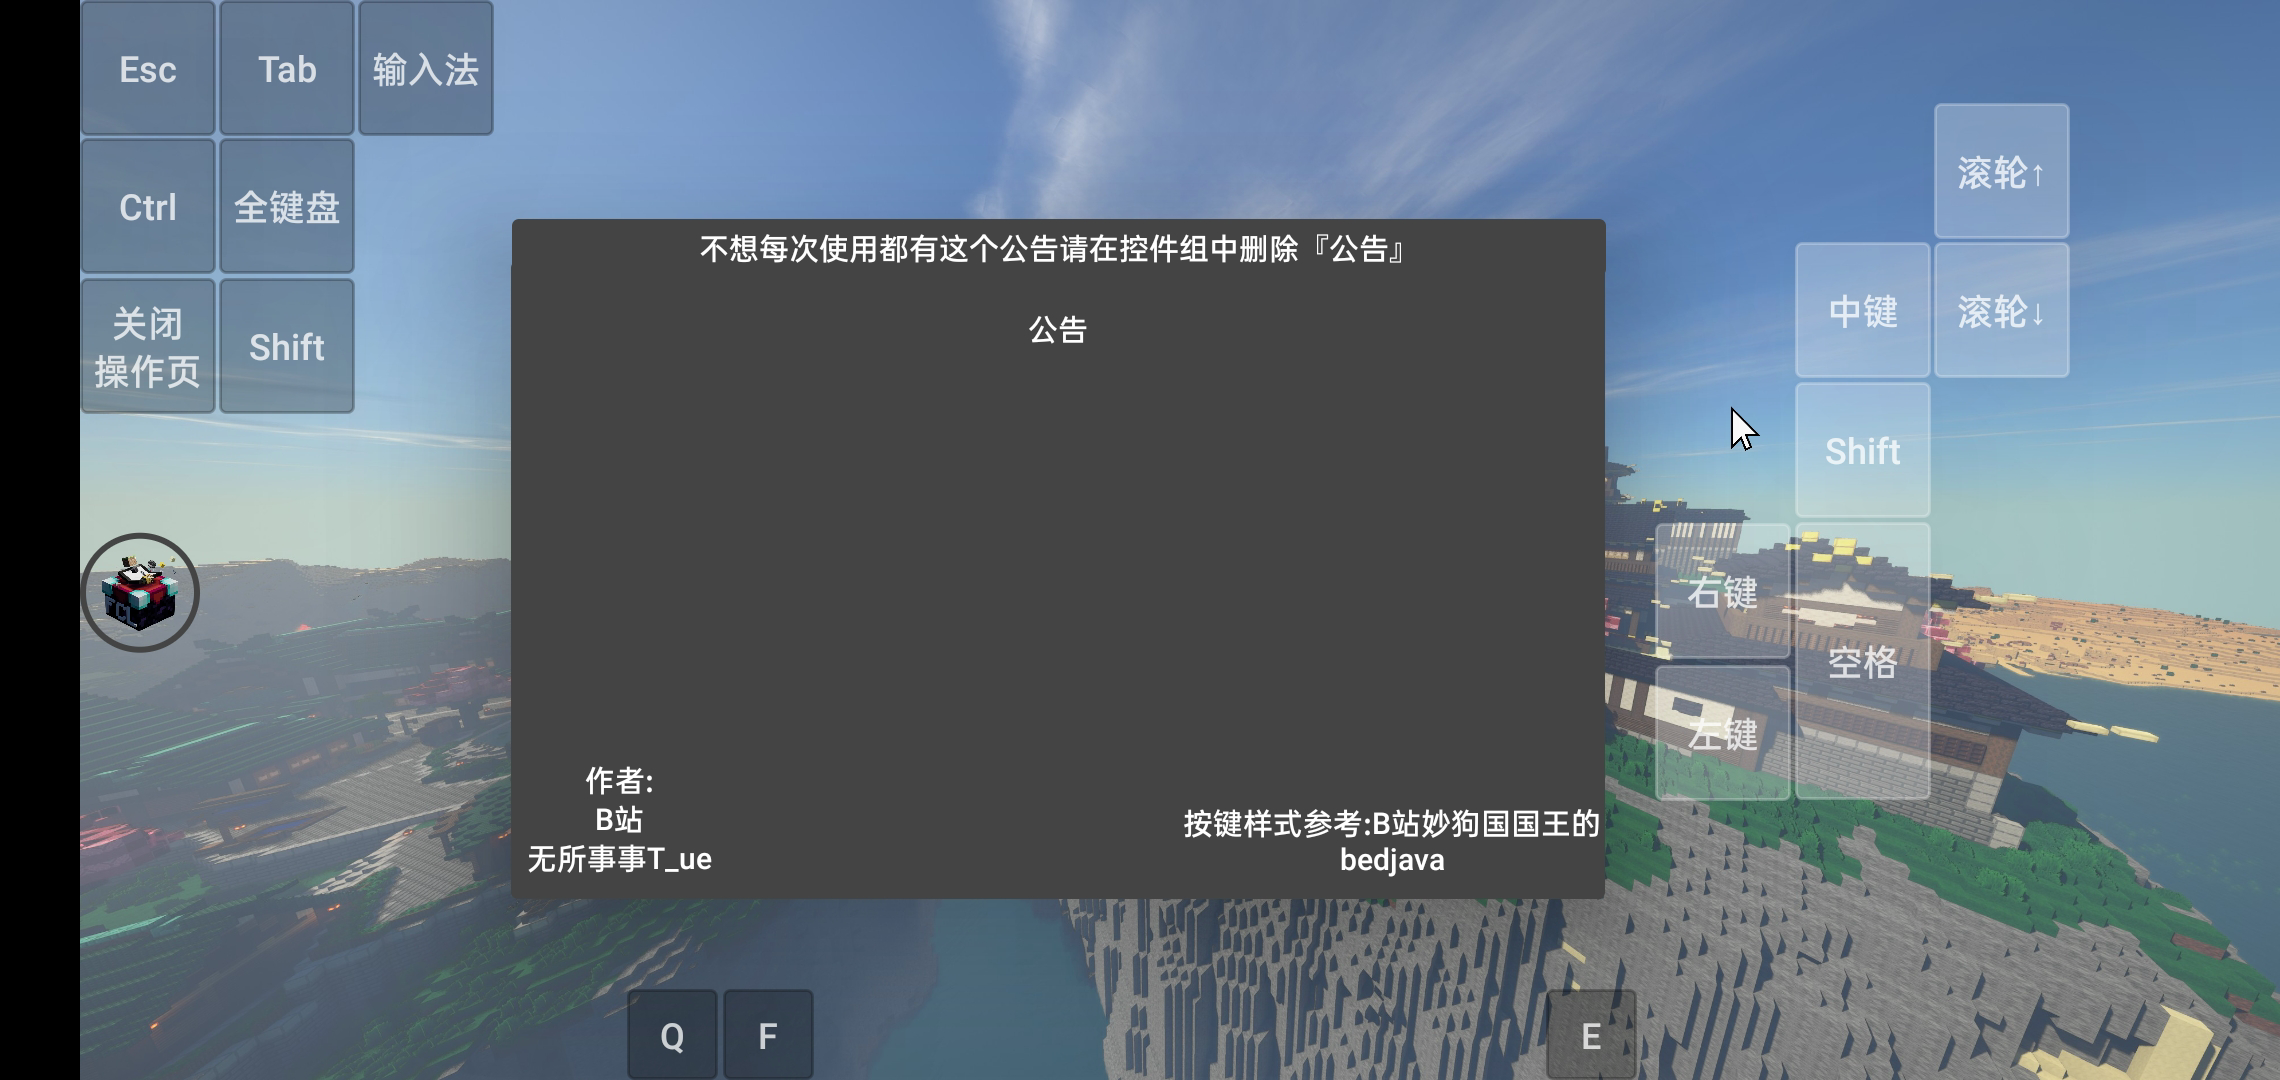 Esc
Tab
输入法
Ctrl
全键盘
关闭
操作页
Shift
滚轮↑
中键
滚轮↓
Shift
右键
空格
左键
不想每次使用都有这个公告请在控件组中删除『公告』
公告
作者:
B站
无所事事T_ue
按键样式参考:B站妙狗国国王的
bedjava
FCL
Q
F
E